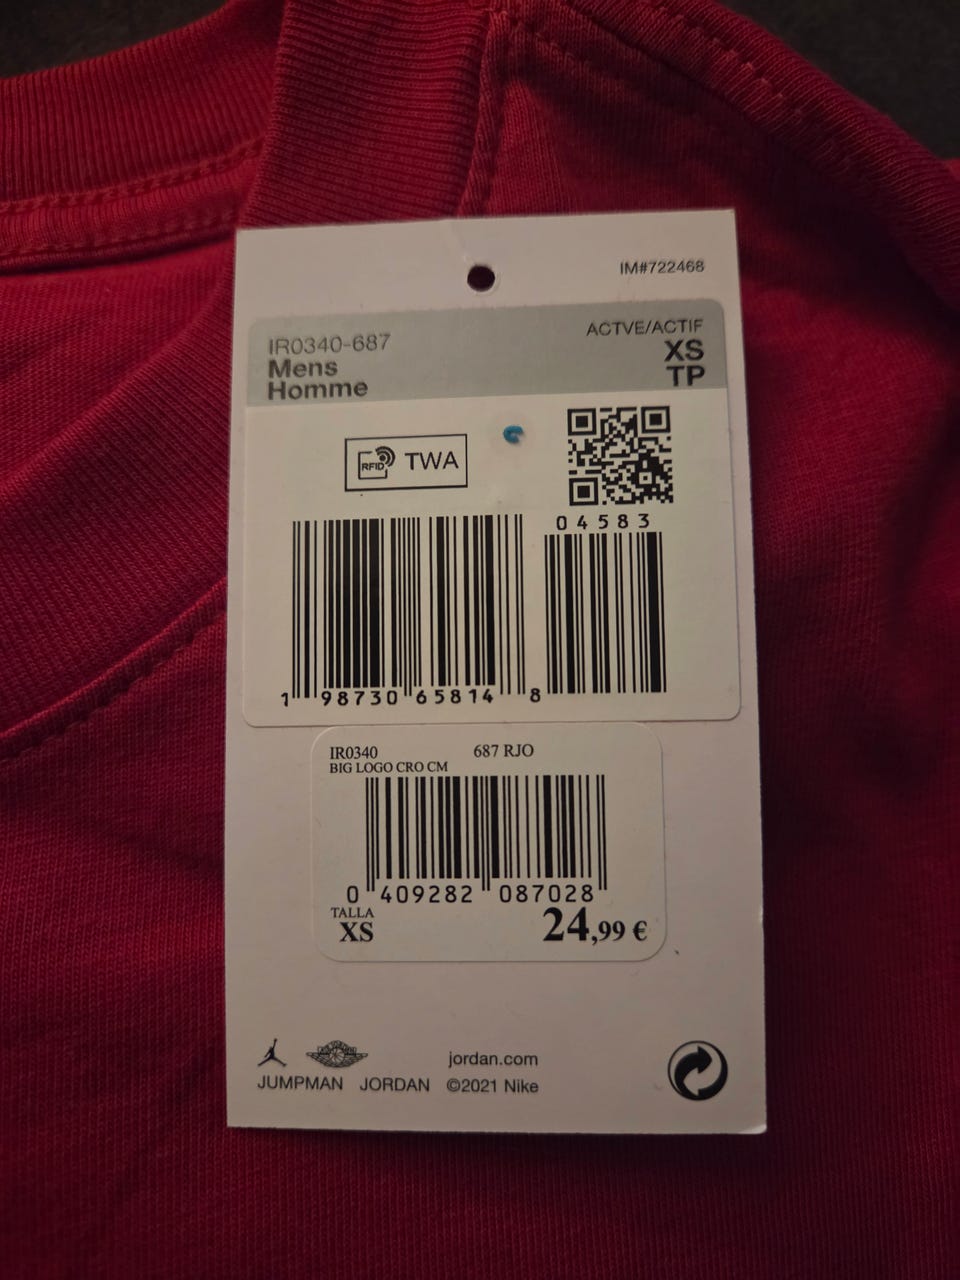 IM#722468
IR0340-687
Mens
Homme
ACTVE/ACTIF
XS
TP
RFID TWA
04583
1 98730 65814 8
IR0340 687 RJO
BIG LOGO CRO CM
0 409282 087028
TALLA
XS
24,99 €
jordan.com
JUMPMAN JORDAN ©2021 Nike